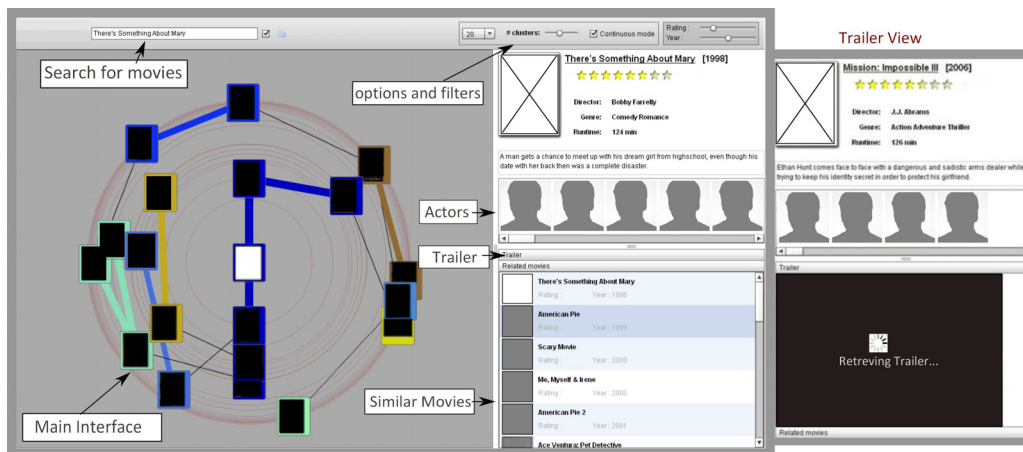 There's Something About Mary
20
# clusters:
Continuous mode
Rating :
Year :
Search for movies
options and filters
There's Something About Mary [1998]
Director: Bobby Farrelly
Genre: Comedy Romance
Runtime: 124 min
A man gets a chance to meet up with his dream girl from highschool, even though his
date with her back then was a complete disaster.
Actors
Trailer
Trailer
Related movies
There's Something About Mary
Rating : Year : 1998
American Pie
Rating : Year : 1999
Scary Movie
Rating : Year : 2000
Me, Myself & Irene
Rating : Year : 2000
American Pie 2
Rating : Year : 2001
Ace Ventura: Pet Detective
Similar Movies
Main Interface
Trailer View
Mission: Impossible III [2006]
Director: J.J. Abrams
Genre: Action Adventure Thriller
Runtime: 126 min
Ethan Hunt comes face to face with a dangerous and sadistic arms dealer while
trying to keep his identity secret in order to protect his girlfriend.
Trailer
Retreving Trailer...
Related movies